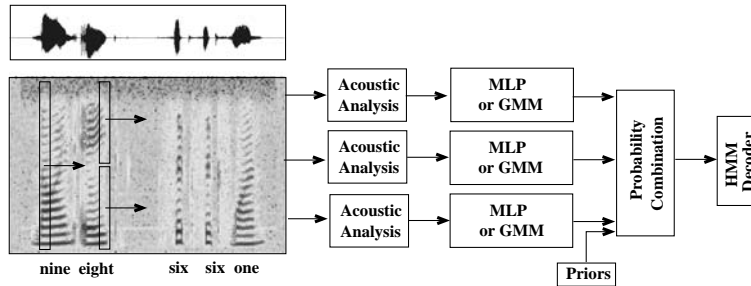 Acoustic
Analysis
MLP
or GMM
Acoustic
Analysis
MLP
or GMM
Acoustic
Analysis
MLP
or GMM
Probability
Combination
HMM
Decoder
Priors
nine eight six six one